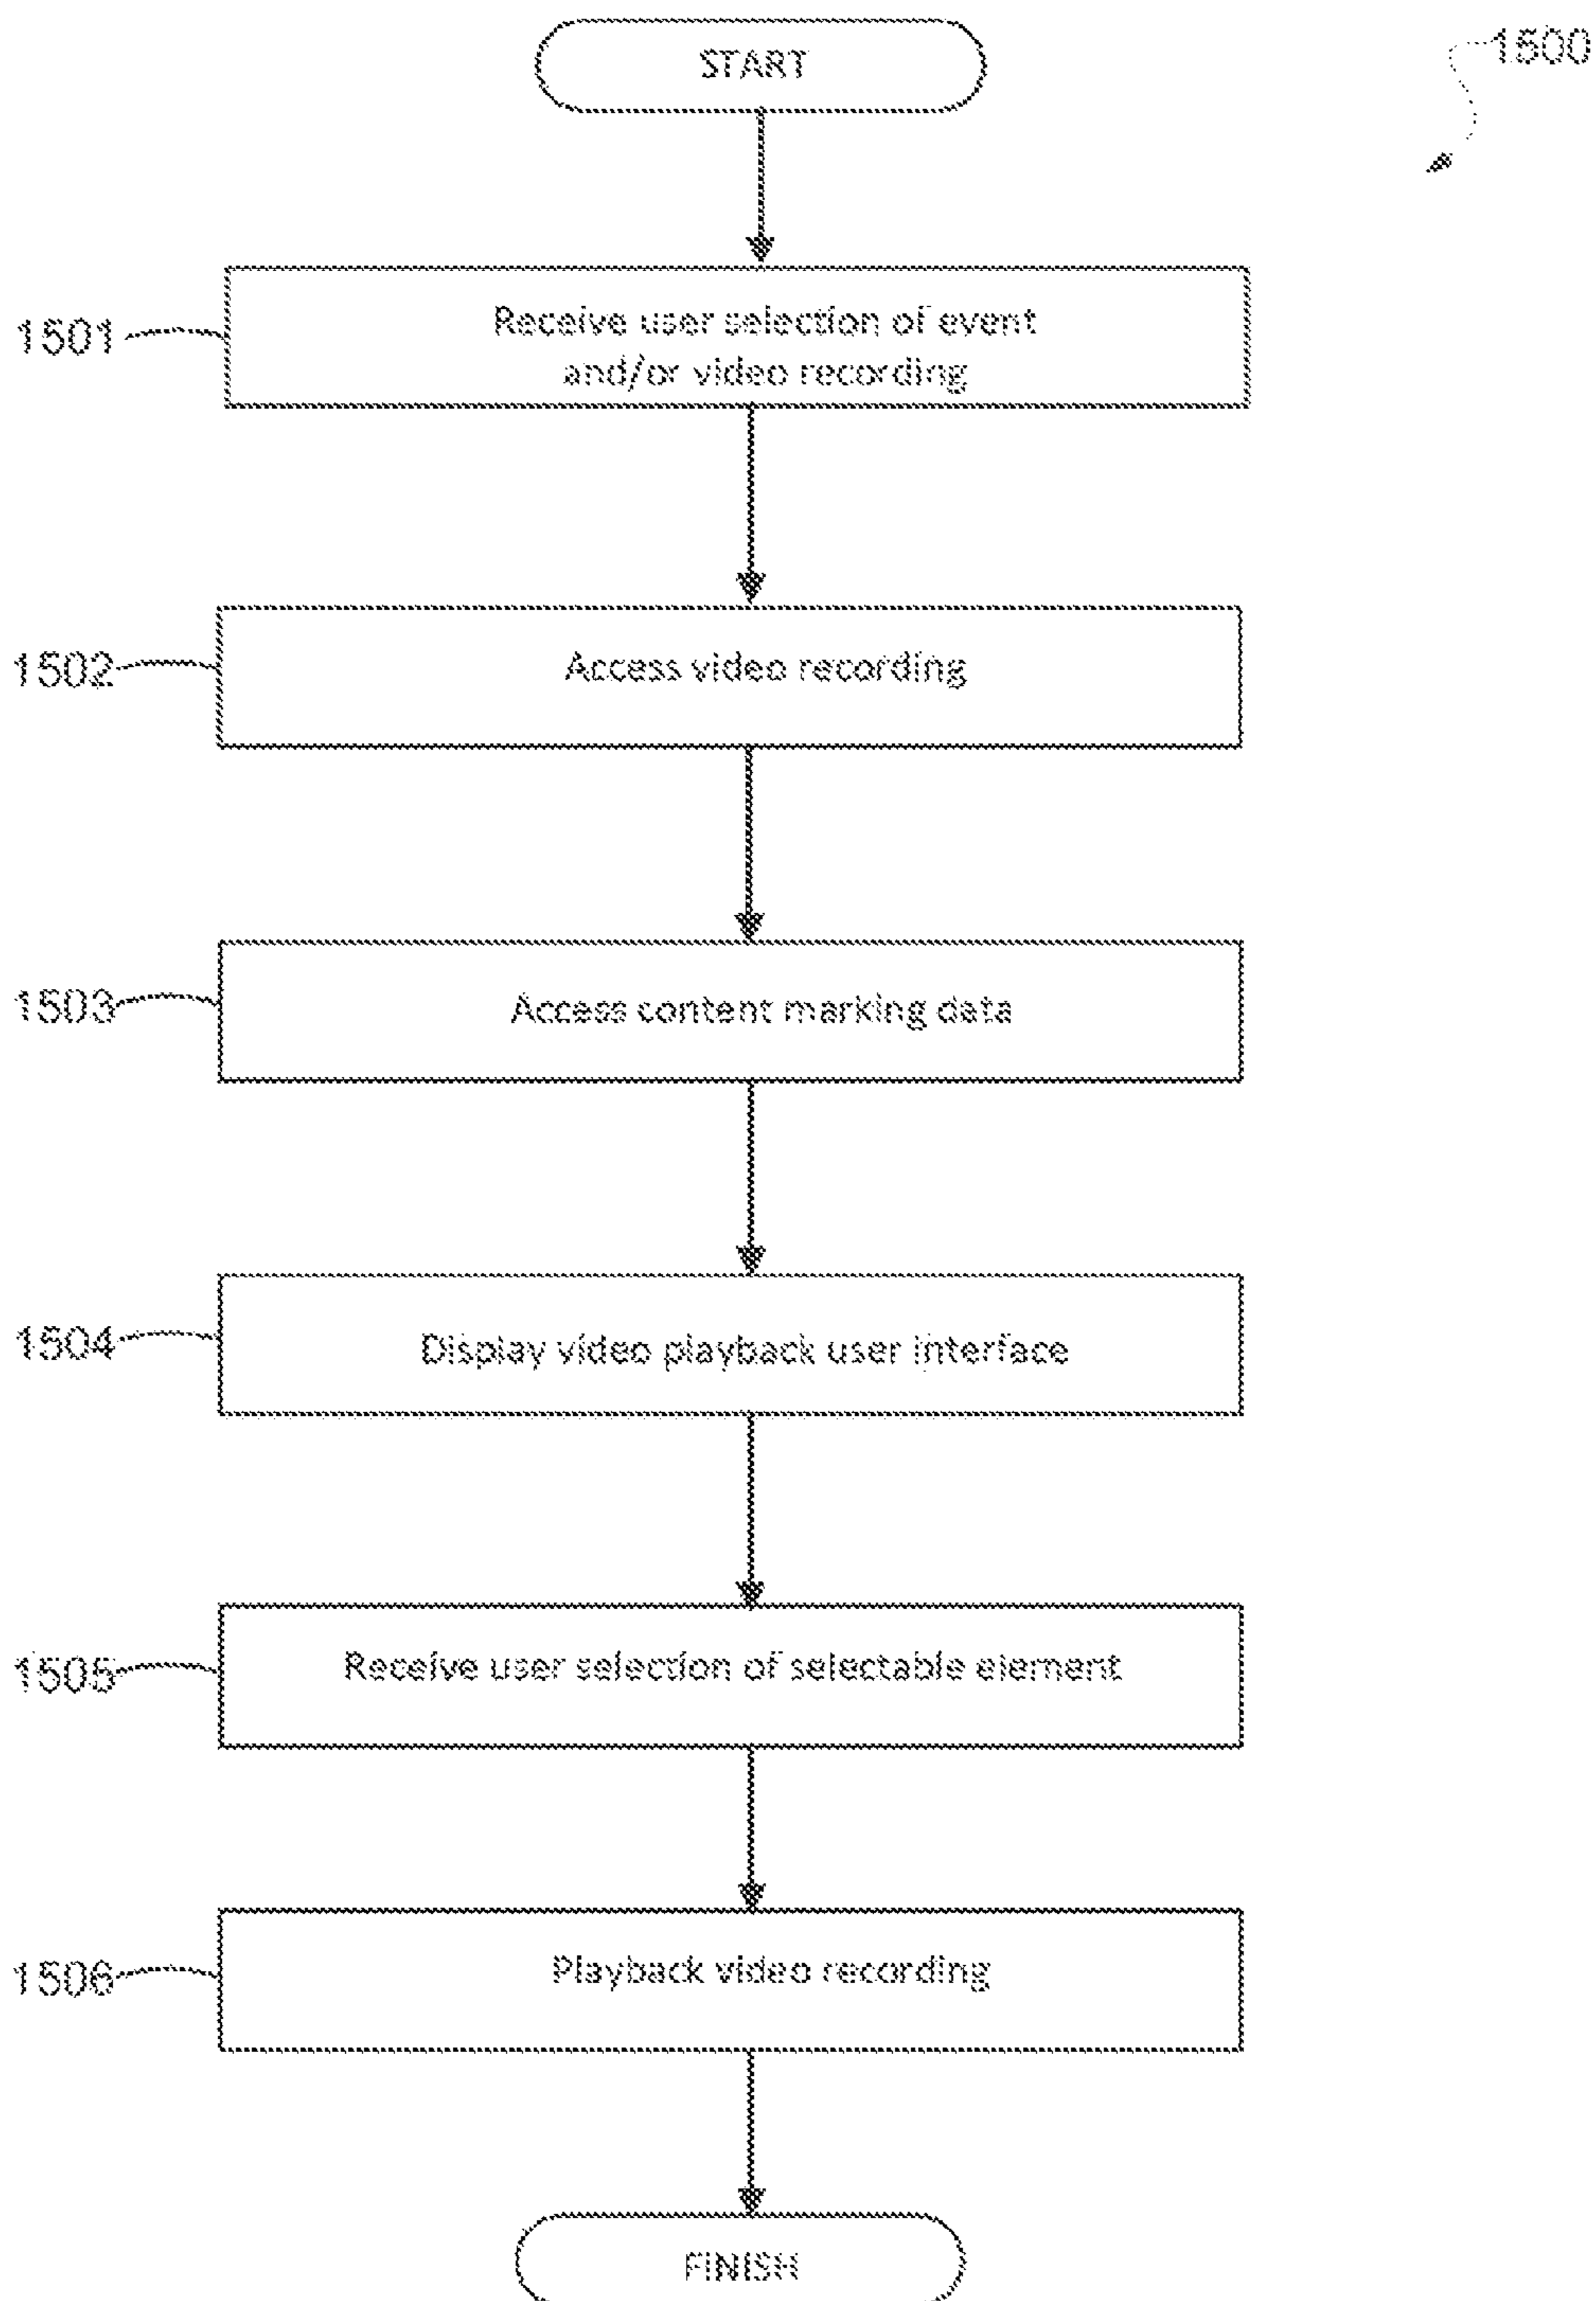 START
1500
1501
Receive user selection of event
and/or video recording
1502
Access video recording
1503
Access content marking data
1504
Display video playback user interface
1505
Receive user selection of selectable element
1506
Playback video recording
FINISH